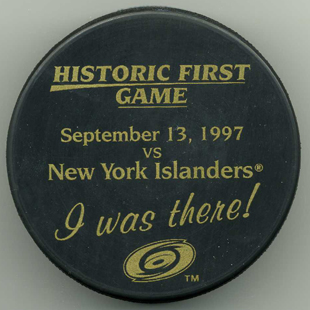 HISTORIC FIRST
GAME
September 13, 1997
VS
New York Islanders®
I was there!
TM